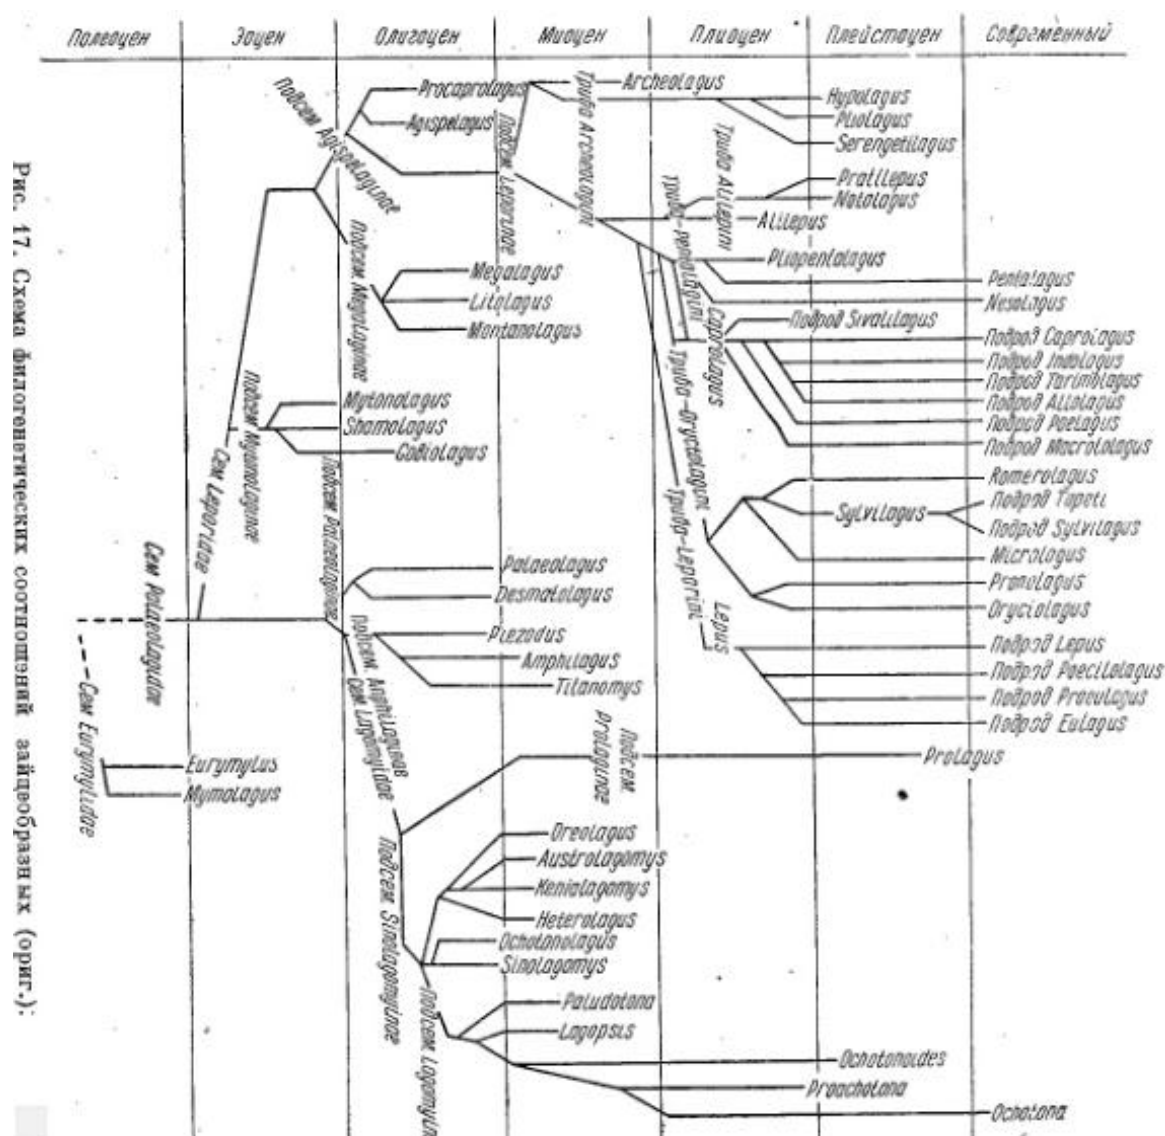 Палеоцен
Эоцен
Олигоцен
Миоцен
Плиоцен
Плейстоцен
Современный
Подсем Agispelaginae
Procaprolagus
Agispelagus
Подсем Leporinae
Триба Archeolagini
Archeolagus
Hypolagus
Pliolagus
Serengetilagus
Триба Alilepini
Pratilepus
Notolagus
Alilepus
Триба-pentalagini
Pliopentalagus
Pentalagus
Nesolagus
Подсем Megalaginae
Megalagus
Litolagus
Montanolagus
Caprolagus
Подрод Sivalilagus
Подрод Caprolagus
Подрод Indolagus
Подрод Tarimolagus
Подрод Allolagus
Подрод Poelagus
Подрод Macrotolagus
Сем Leporidae
Подсем Mytonolaginae
Mytonolagus
Shamolagus
Gobiolagus
Триба-Oryctolagini
Romerolagus
Sylvilagus
Подрод Tapeti
Подрод Sylvilagus
Microlagus
Pronolagus
Oryctolagus
Триба-Leporini
Lepus
Подрод Lepus
Подрод Poecilolagus
Подрод Proeulagus
Подрод Eulagus
Сем Palaeolagidae
Подсем Palaeolaginae
Palaeolagus
Desmatolagus
Подсем Amphilaginae
Piezodus
Amphilagus
Titanomys
Сем Eurymylidae
Eurymylus
Mymolagus
Сем Lagomyidae
Подсем
Prolaginae
Prolagus
Подсем Sinolagomyinae
Oreolagus
Austrolagomys
Kenialagomys
Heterolagus
Ochotonolagus
Sinolagomys
Подсем Lagomyin
Paludotona
Lagopsis
Ochotonoides
Proochotona
Ochotona
Рис. 17. Схема филогенетических соотношений зайцеобразных (ориг.):